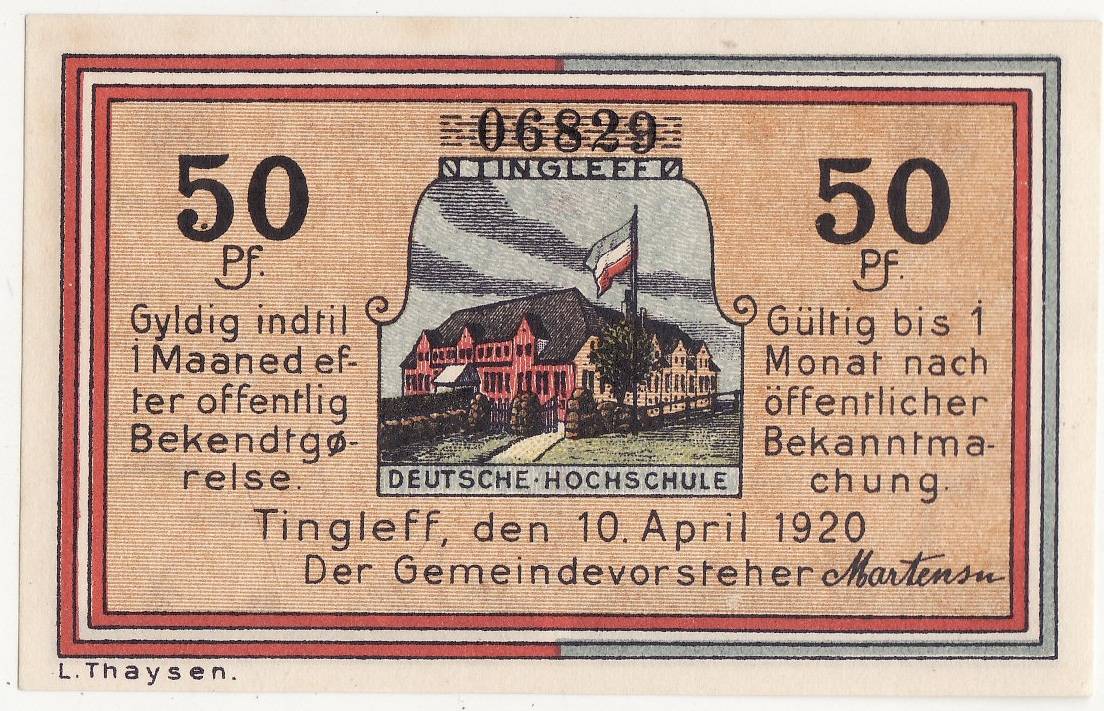 06829
TINGLEFF
50
Pf.
50
Pf.
Gyldig indtil
1 Maaned ef-
ter offentlig
Bekendtgø-
relse.
Gültig bis 1
Monat nach
öffentlicher
Bekanntma-
chung.
DEUTSCHE·HOCHSCHULE
Tingleff, den 10. April 1920
Der Gemeindevorsteher Martensen
L. Thaysen.